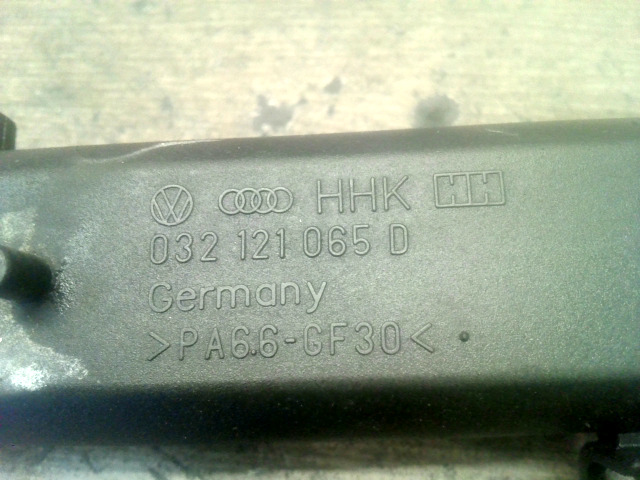 HHK HH
032 121 065 D
Germany
>PA6.6-GF30<